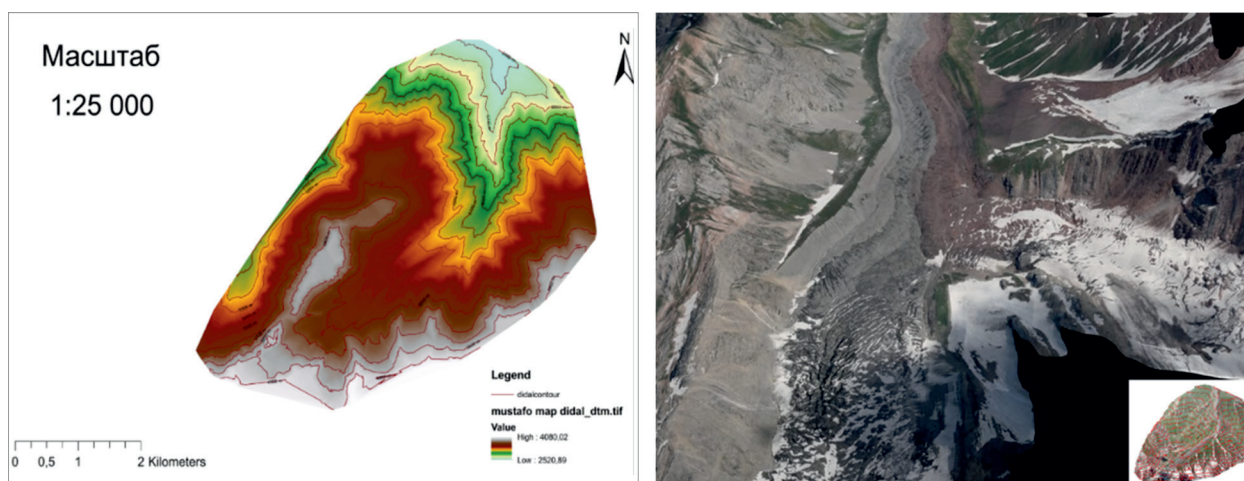 Масштаб
1:25 000
N
Legend
didalcontour
mustafo map didal_dtm.tif
Value
High : 4080,02
Low : 2520,89
0 0,5 1 2 Kilometers